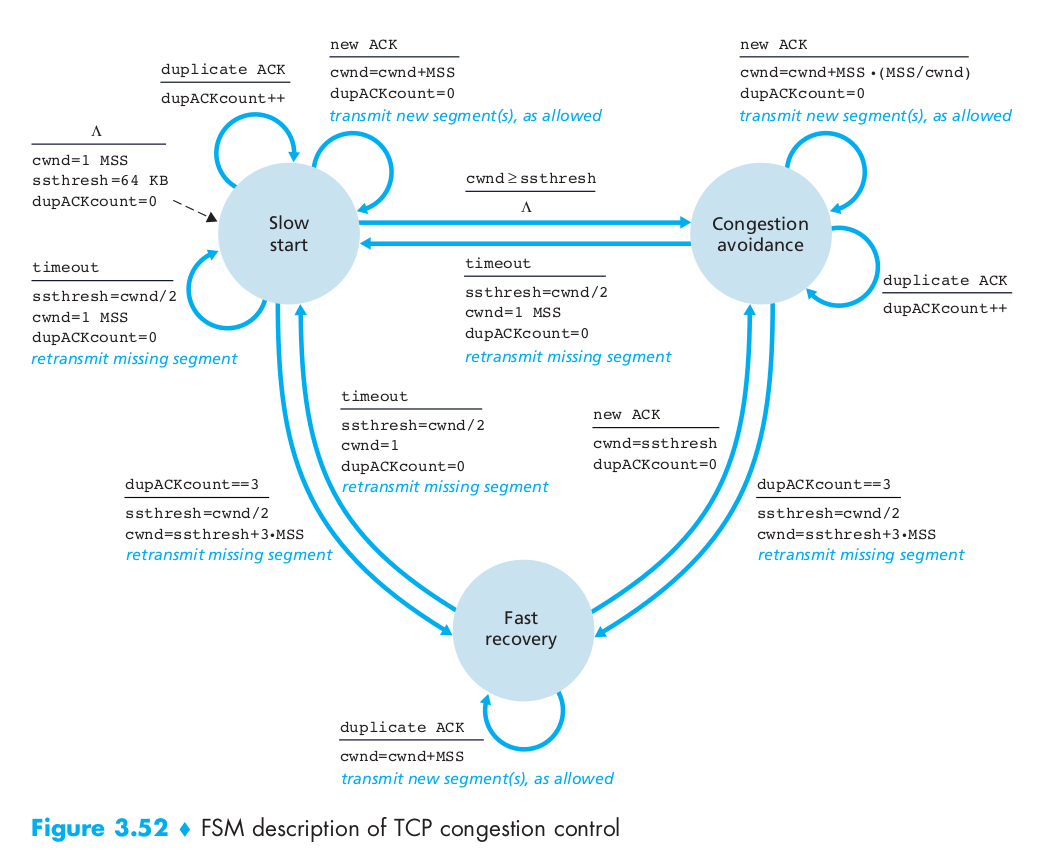 new ACK
cwnd=cwnd+MSS
dupACKcount=0
transmit new segment(s), as allowed
new ACK
cwnd=cwnd+MSS•(MSS/cwnd)
dupACKcount=0
transmit new segment(s), as allowed
duplicate ACK
dupACKcount++
Λ
cwnd=1 MSS
ssthresh=64 KB
dupACKcount=0
cwnd≥ssthresh
Λ
Slow
start
Congestion
avoidance
timeout
ssthresh=cwnd/2
cwnd=1 MSS
dupACKcount=0
retransmit missing segment
timeout
ssthresh=cwnd/2
cwnd=1 MSS
dupACKcount=0
retransmit missing segment
duplicate ACK
dupACKcount++
timeout
ssthresh=cwnd/2
cwnd=1
dupACKcount=0
retransmit missing segment
new ACK
cwnd=ssthresh
dupACKcount=0
dupACKcount==3
ssthresh=cwnd/2
cwnd=ssthresh+3•MSS
retransmit missing segment
dupACKcount==3
ssthresh=cwnd/2
cwnd=ssthresh+3•MSS
retransmit missing segment
Fast
recovery
duplicate ACK
cwnd=cwnd+MSS
transmit new segment(s), as allowed
Figure 3.52 ♦ FSM description of TCP congestion control